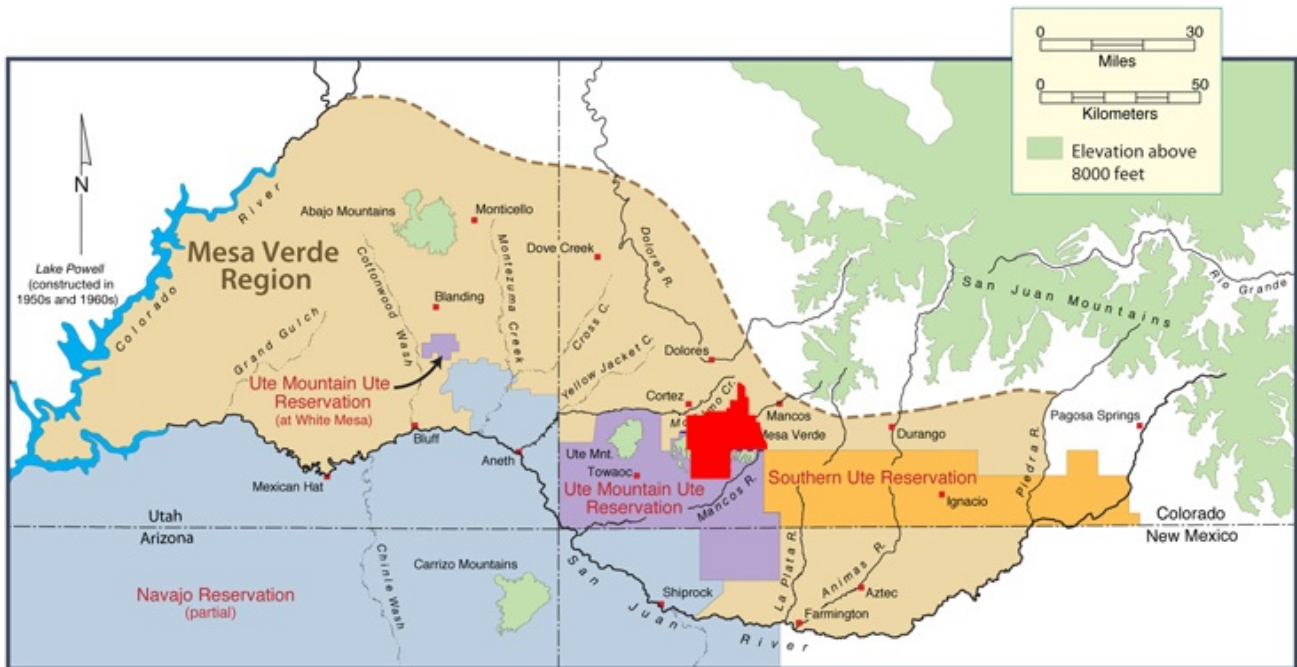 0 30
Miles
0 50
Kilometers
Elevation above
8000 feet
N
Lake Powell
(constructed in
1950s and 1960s)
Colorado River
Mesa Verde
Region
Abajo Mountains
Monticello
Dove Creek
Blanding
Grand Gulch
Cottonwood Wash
Montezuma Creek
Cross C.
Yellow Jacket C.
Dolores R.
Dolores
San Juan Mountains
Rio Grande
Ute Mountain Ute
Reservation
(at White Mesa)
Cortez
Mancos
Mesa Verde
Durango
Pagosa Springs
Piedra R.
Bluff
Aneth
Mexican Hat
Ute Mnt.
Towaoc
Ute Mountain Ute
Reservation
Mancos R.
Southern Ute Reservation
Ignacio
Utah
Arizona
Colorado
New Mexico
Navajo Reservation
(partial)
Chinle Wash
Carrizo Mountains
San Juan River
Shiprock
La Plata R.
Animas R.
Aztec
Farmington